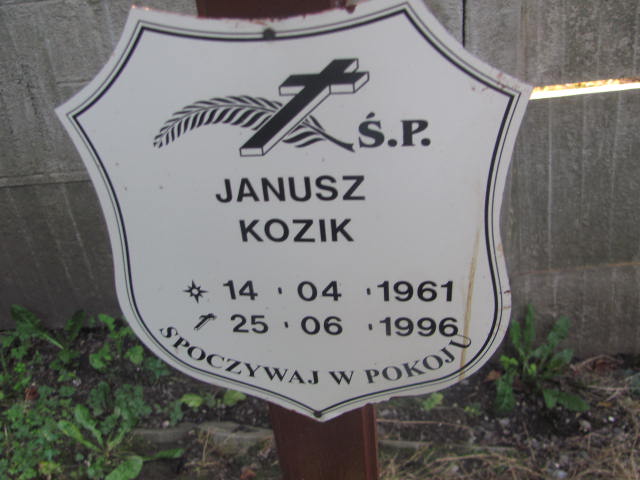 Ś.P.
JANUSZ
KOZIK
14 · 04 · 1961
25 · 06 · 1996
SPOCZYWAJ W POKOJU